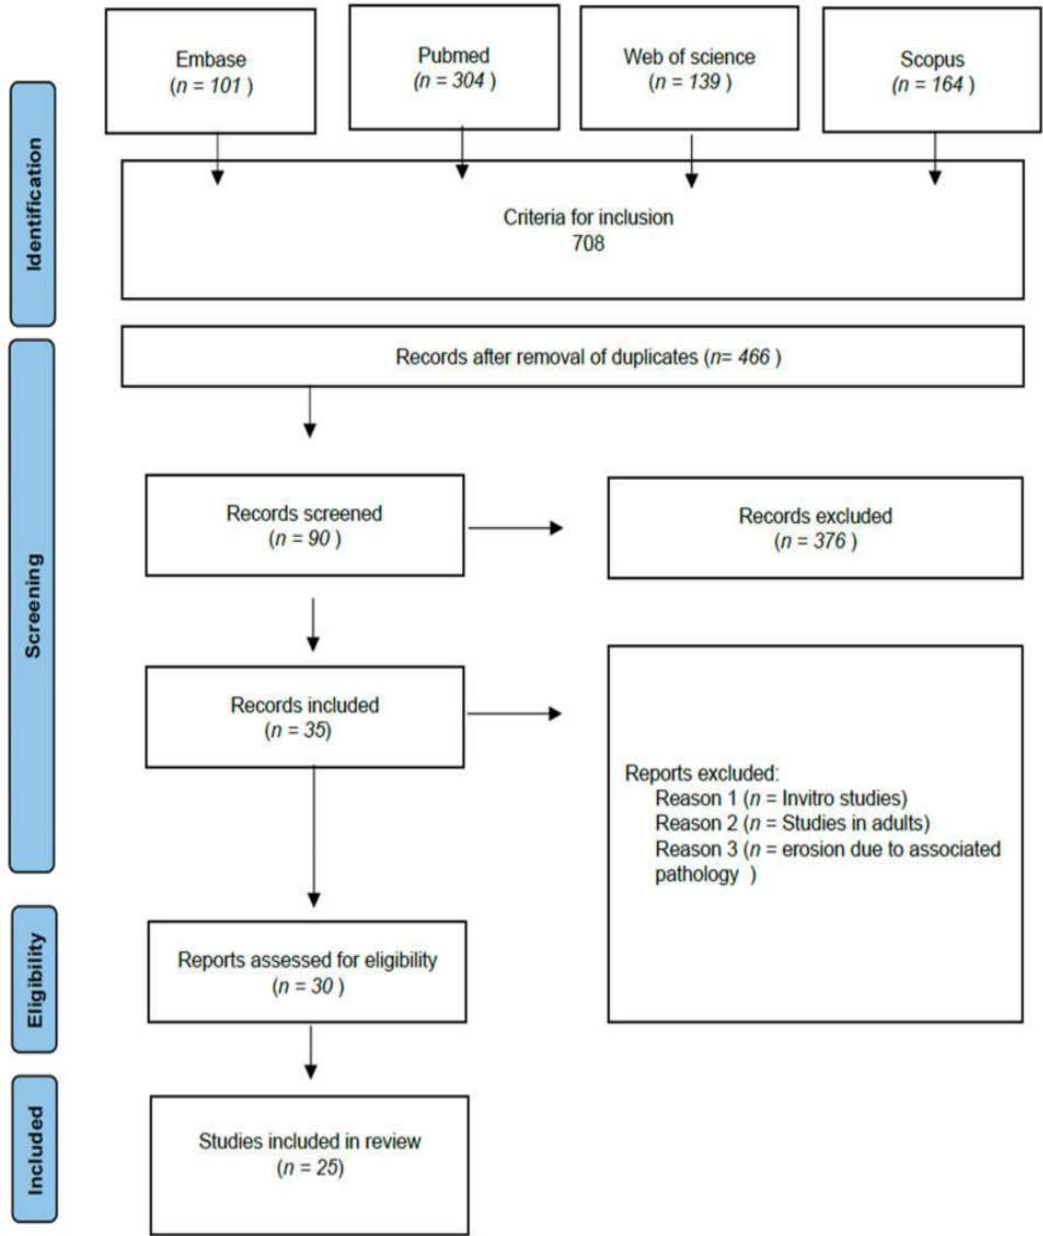 Embase
(n = 101 )
Pubmed
(n = 304 )
Web of science
(n = 139 )
Scopus
(n = 164 )
Identification
Criteria for inclusion
708
Records after removal of duplicates (n= 466 )
Screening
Records screened
(n = 90 )
Records excluded
(n = 376 )
Records included
(n = 35)
Reports excluded:
Reason 1 (n = Invitro studies)
Reason 2 (n = Studies in adults)
Reason 3 (n = erosion due to associated
pathology )
Eligibility
Reports assessed for eligibility
(n = 30 )
Included
Studies included in review
(n = 25)